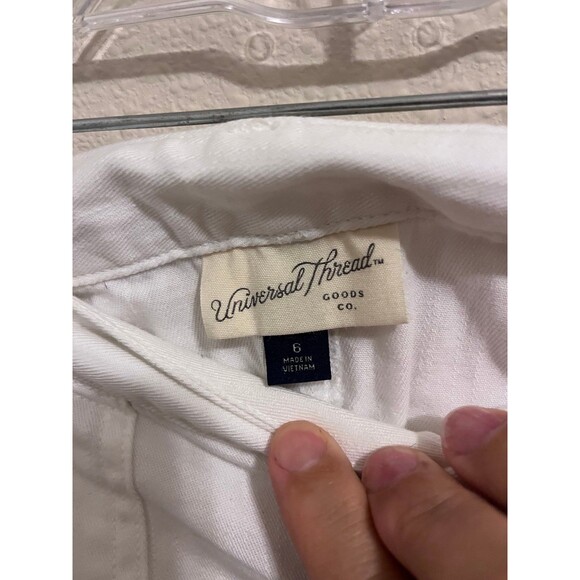 Universal Thread™
GOODS
CO.
6
MADE IN
VIETNAM